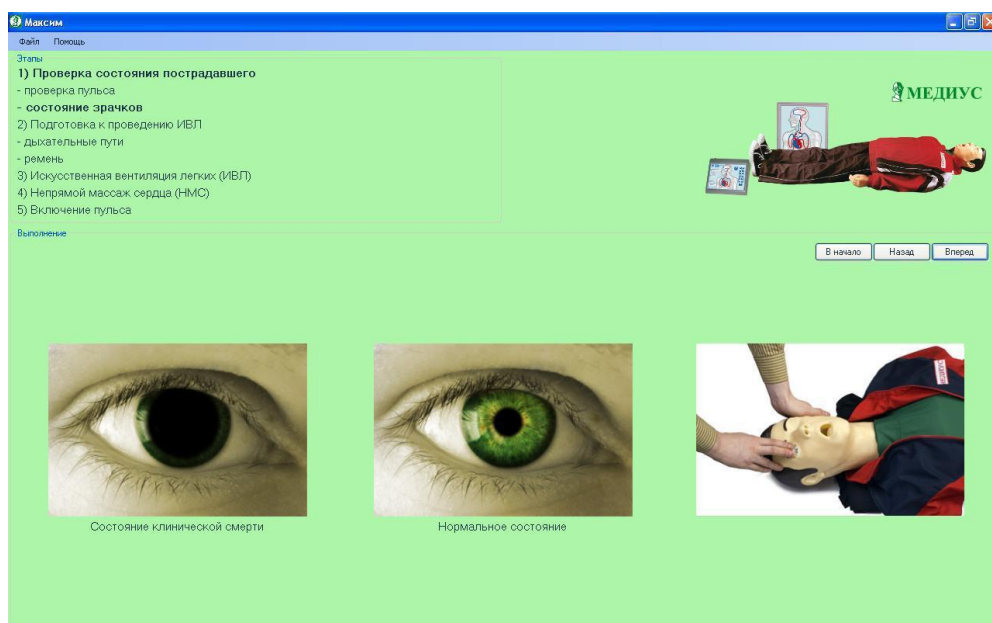 Максим
Файл Помощь
Этапы
1) Проверка состояния пострадавшего
- проверка пульса
- состояние зрачков
2) Подготовка к проведению ИВЛ
- дыхательные пути
- ремень
3) Искусственная вентиляция легких (ИВЛ)
4) Непрямой массаж сердца (НМС)
5) Включение пульса
МЕДИУС
Выполнение
В начало Назад Вперед
Состояние клинической смерти
Нормальное состояние